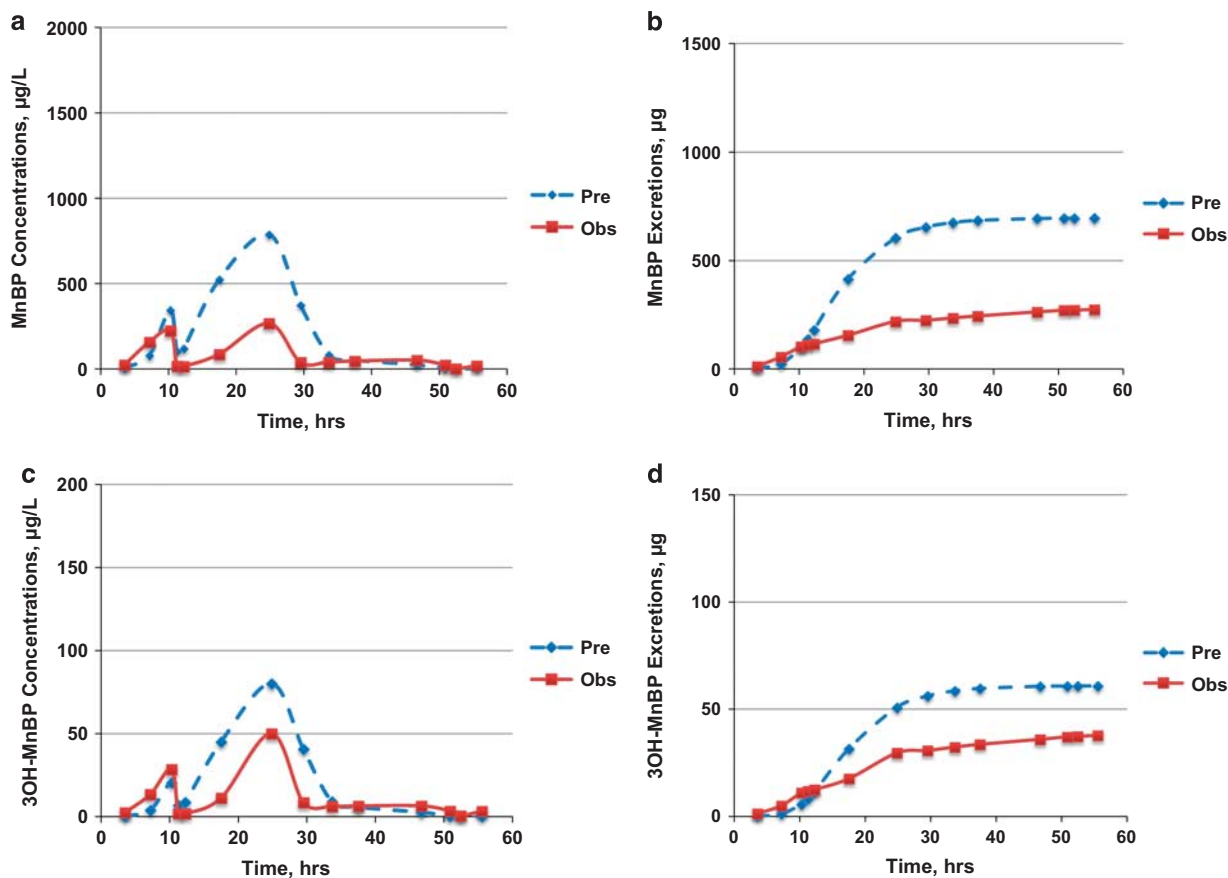 a
MnBP Concentrations, µg/L
2000
1500
1000
500
0
0 10 20 30 40 50 60
Time, hrs
Pre
Obs
b
MnBP Excretions, µg
1500
1000
500
0
0 10 20 30 40 50 60
Time, hrs
Pre
Obs
c
3OH-MnBP Concentrations, µg/L
200
150
100
50
0
0 10 20 30 40 50 60
Time, hrs
Pre
Obs
d
3OH-MnBP Excretions, µg
150
100
50
0
0 10 20 30 40 50 60
Time, hrs
Pre
Obs